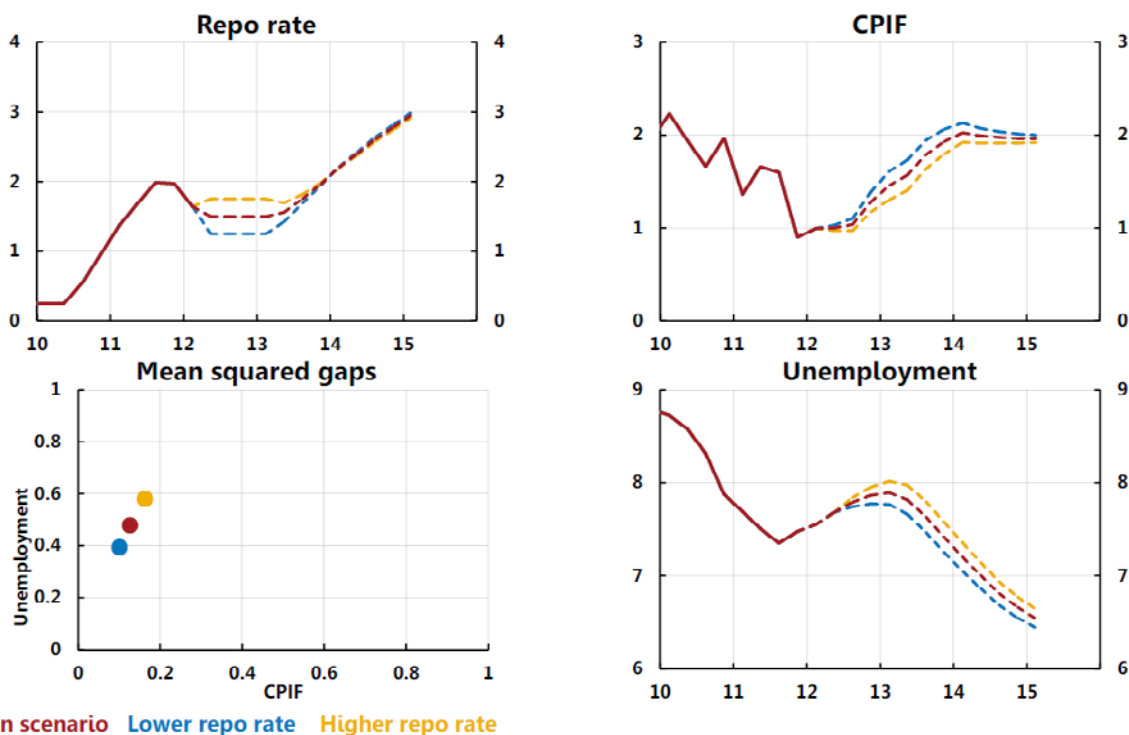 Repo rate
4 4
3 3
2 2
1 1
0 0
10 11 12 13 14 15
CPIF
3 3
2 2
1 1
0 0
10 11 12 13 14 15
Mean squared gaps
1
0.8
0.6
0.4
0.2
0
Unemployment
0 0.2 0.4 0.6 0.8 1
CPIF
Unemployment
9 9
8 8
7 7
6 6
10 11 12 13 14 15
n scenario Lower repo rate Higher repo rate